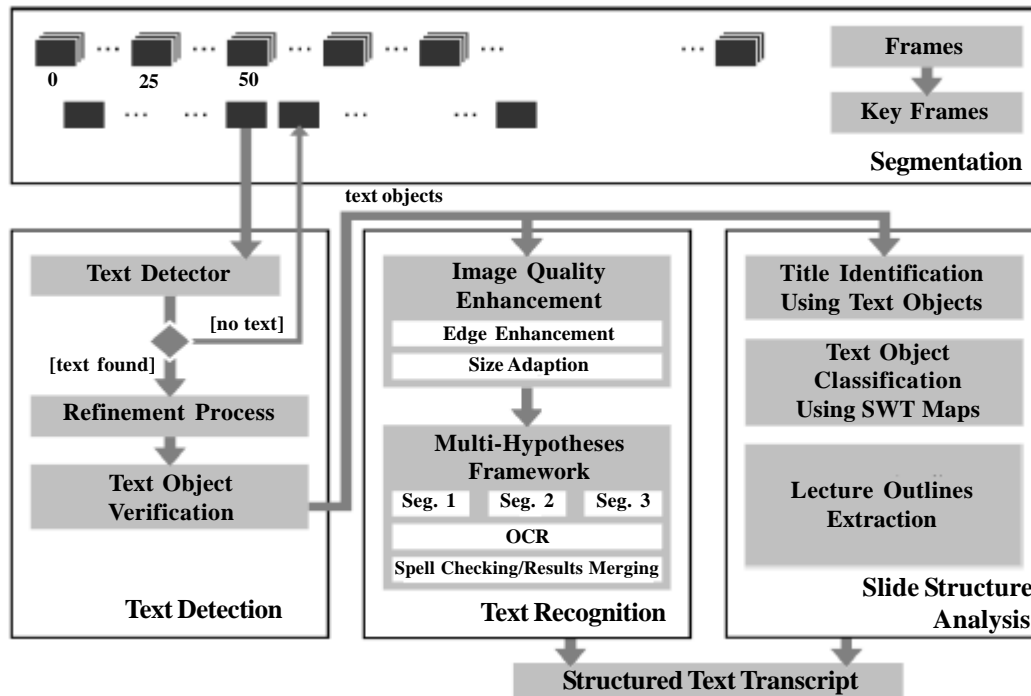 0
25
50
Frames
Key Frames
Segmentation
text objects
Text Detector
[no text]
[text found]
Refinement Process
Text Object
Verification
Text Detection
Image Quality
Enhancement
Edge Enhancement
Size Adaption
Multi-Hypotheses
Framework
Seg. 1 Seg. 2 Seg. 3
OCR
Spell Checking/Results Merging
Text Recognition
Title Identification
Using Text Objects
Text Object
Classification
Using SWT Maps
Lecture Outlines
Extraction
Slide Structure
Analysis
Structured Text Transcript